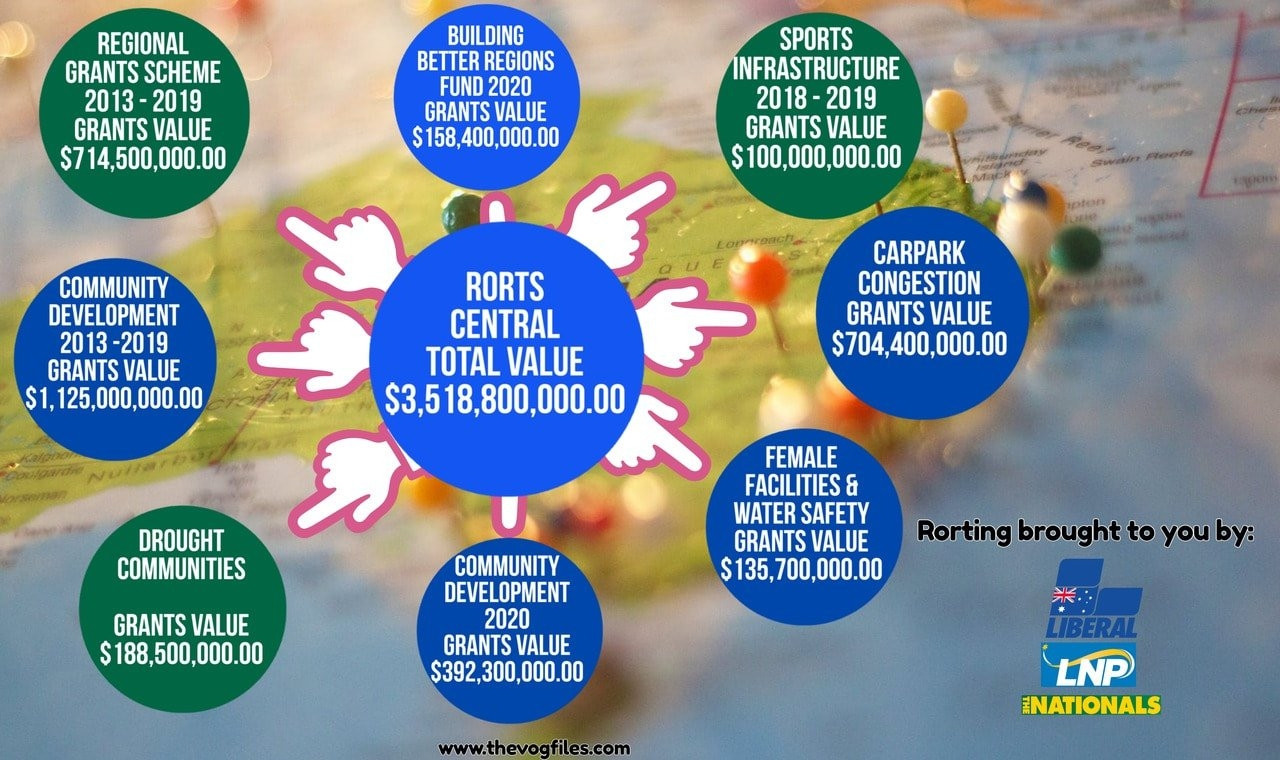 REGIONAL
GRANTS SCHEME
2013 - 2019
GRANTS VALUE
$714,500,000.00
BUILDING
BETTER REGIONS
FUND 2020
GRANTS VALUE
$158,400,000.00
SPORTS
INFRASTRUCTURE
2018 - 2019
GRANTS VALUE
$100,000,000.00
COMMUNITY
DEVELOPMENT
2013 -2019
GRANTS VALUE
$1,125,000,000.00
RORTS
CENTRAL
TOTAL VALUE
$3,518,800,000.00
CARPARK
CONGESTION
GRANTS VALUE
$704,400,000.00
DROUGHT
COMMUNITIES
GRANTS VALUE
$188,500,000.00
COMMUNITY
DEVELOPMENT
2020
GRANTS VALUE
$392,300,000.00
FEMALE
FACILITIES &
WATER SAFETY
GRANTS VALUE
$135,700,000.00
Rorting brought to you by:
LIBERAL
LNP
THE NATIONALS
www.thevogfiles.com
Swain Reefs
Longreach
Nullarbor